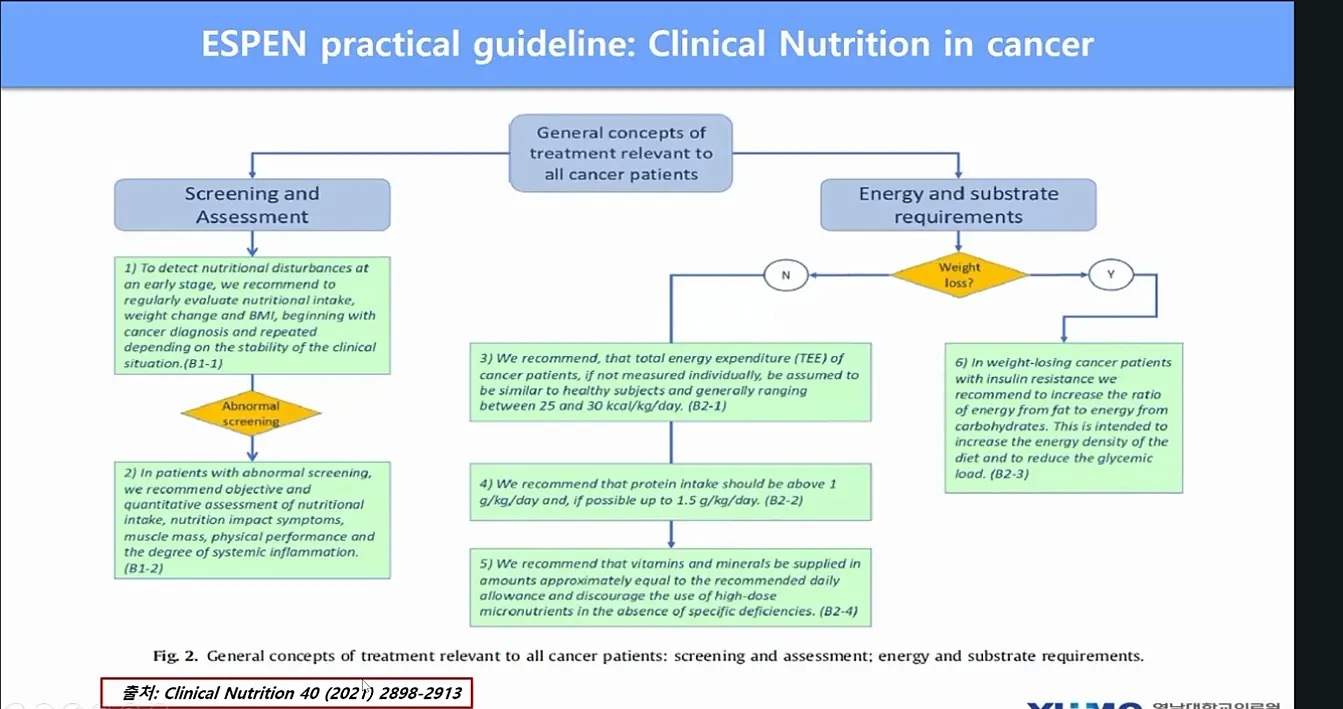 ESPEN practical guideline: Clinical Nutrition in cancer
General concepts of
treatment relevant to
all cancer patients
Screening and
Assessment
1) To detect nutritional disturbances at
an early stage, we recommend to
regularly evaluate nutritional intake,
weight change and BMI, beginning with
cancer diagnosis and repeated
depending on the stability of the clinical
situation.(B1-1)
Abnormal
screening
2) In patients with abnormal screening,
we recommend objective and
quantitative assessment of nutritional
intake, nutrition impact symptoms,
muscle mass, physical performance and
the degree of systemic inflammation.
(B1-2)
Energy and substrate
requirements
Weight
loss?
N
Y
3) We recommend, that total energy expenditure (TEE) of
cancer patients, if not measured individually, be assumed to
be similar to healthy subjects and generally ranging
between 25 and 30 kcal/kg/day. (B2-1)
4) We recommend that protein intake should be above 1
g/kg/day and, if possible up to 1.5 g/kg/day. (B2-2)
5) We recommend that vitamins and minerals be supplied in
amounts approximately equal to the recommended daily
allowance and discourage the use of high-dose
micronutrients in the absence of specific deficiencies. (B2-4)
6) In weight-losing cancer patients
with insulin resistance we
recommend to increase the ratio
of energy from fat to energy from
carbohydrates. This is intended to
increase the energy density of the
diet and to reduce the glycemic
load. (B2-3)
Fig. 2. General concepts of treatment relevant to all cancer patients: screening and assessment; energy and substrate requirements.
출처: Clinical Nutrition 40 (2021) 2898-2913
영남대학교의료원